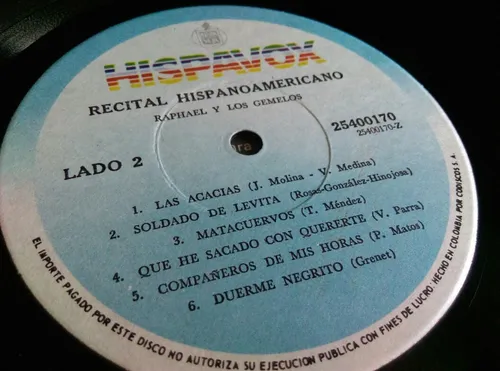 HISPAVOX
RECITAL HISPANOAMERICANO
RAPHAEL Y LOS GEMELOS
LADO 2
25400170
25400170-Z
1. LAS ACACIAS (J. Molina - V. Medina)
2. SOLDADO DE LEVITA (Rosa-González-Hinojosa)
3. MATACUERVOS (T. Méndez)
4. QUE HE SACADO CON QUERERTE (V. Parra)
5. COMPAÑEROS DE MIS HORAS (P. Matos)
6. DUERME NEGRITO (Grenet)
EL IMPORTE PAGADO POR ESTE DISCO NO AUTORIZA SU EJECUCION PUBLICA CON FINES DE LUCRO. HECHO EN COLOMBIA POR CODISCOS S. A.